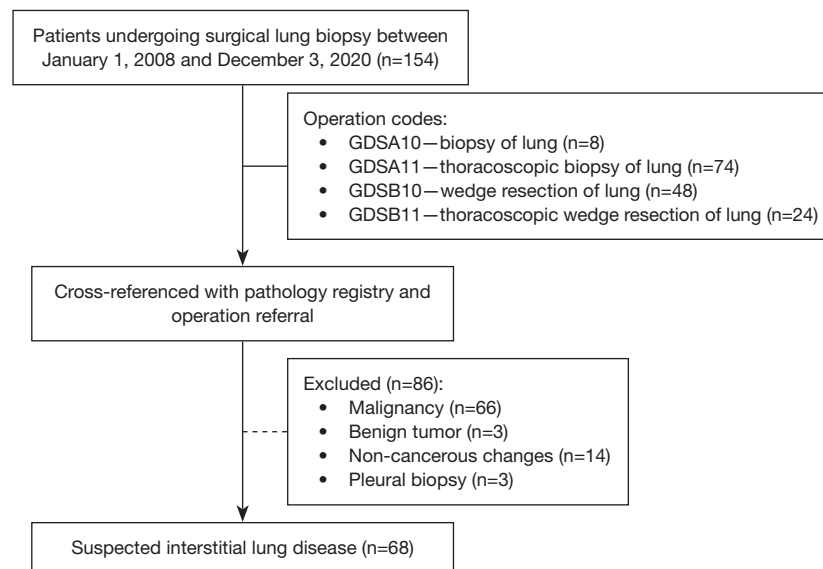 Patients undergoing surgical lung biopsy between
January 1, 2008 and December 3, 2020 (n=154)
Operation codes:
• GDSA10—biopsy of lung (n=8)
• GDSA11—thoracoscopic biopsy of lung (n=74)
• GDSB10—wedge resection of lung (n=48)
• GDSB11—thoracoscopic wedge resection of lung (n=24)
Cross-referenced with pathology registry and
operation referral
Excluded (n=86):
• Malignancy (n=66)
• Benign tumor (n=3)
• Non-cancerous changes (n=14)
• Pleural biopsy (n=3)
Suspected interstitial lung disease (n=68)